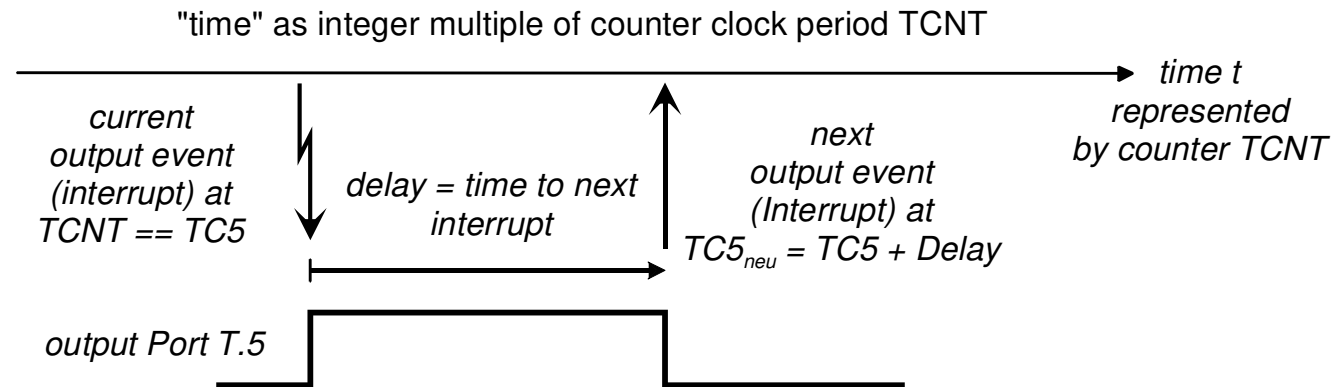 "time" as integer multiple of counter clock period TCNT
time t
represented
by counter TCNT
current
output event
(interrupt) at
TCNT == TC5
delay = time to next
interrupt
next
output event
(Interrupt) at
TC5neu = TC5 + Delay
output Port T.5